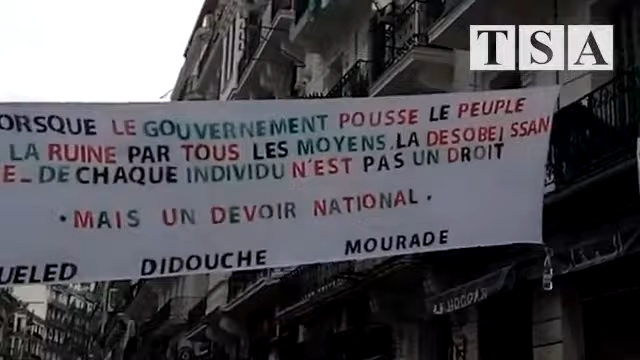 TSA
ORSQUE LE GOUVERNEMENT POUSSE LE PEUPLE
LA RUINE PAR TOUS LES MOYENS, LA DESOBEISSAN
E_ DE CHAQUE INDIVIDU N'EST PAS UN DROIT
• MAIS UN DEVOIR NATIONAL •
UELED DIDOUCHE MOURADE